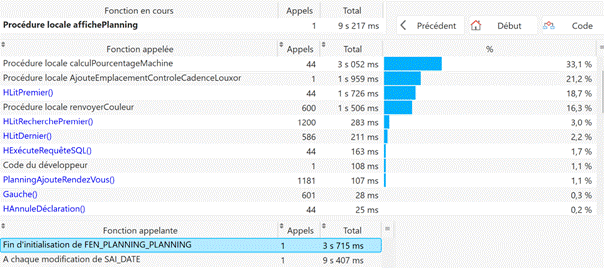 Fonction en cours Appels Total
Procédure locale affichePlanning 1 9 s 217 ms Précédent Début Code
Fonction appelée Appels Total %
Procédure locale calculPourcentageMachine 44 3 s 052 ms 33,1 %
Procédure locale AjouteEmplacementControleCadenceLouxor 1 1 s 959 ms 21,2 %
HLitPremier() 44 1 s 726 ms 18,7 %
Procédure locale renvoyerCouleur 600 1 s 506 ms 16,3 %
HLitRecherchePremier() 1200 283 ms 3,0 %
HLitDernier() 586 211 ms 2,2 %
HExécuteRequêteSQL() 44 163 ms 1,7 %
Code du développeur 1 108 ms 1,1 %
PlanningAjouteRendezVous() 1181 107 ms 1,1 %
Gauche() 601 28 ms 0,3 %
HAnnuleDéclaration() 44 25 ms 0,2 %
Fonction appelante Appels Total
Fin d'initialisation de FEN_PLANNING_PLANNING 1 3 s 715 ms
A chaque modification de SAI_DATE 1 9 s 407 ms